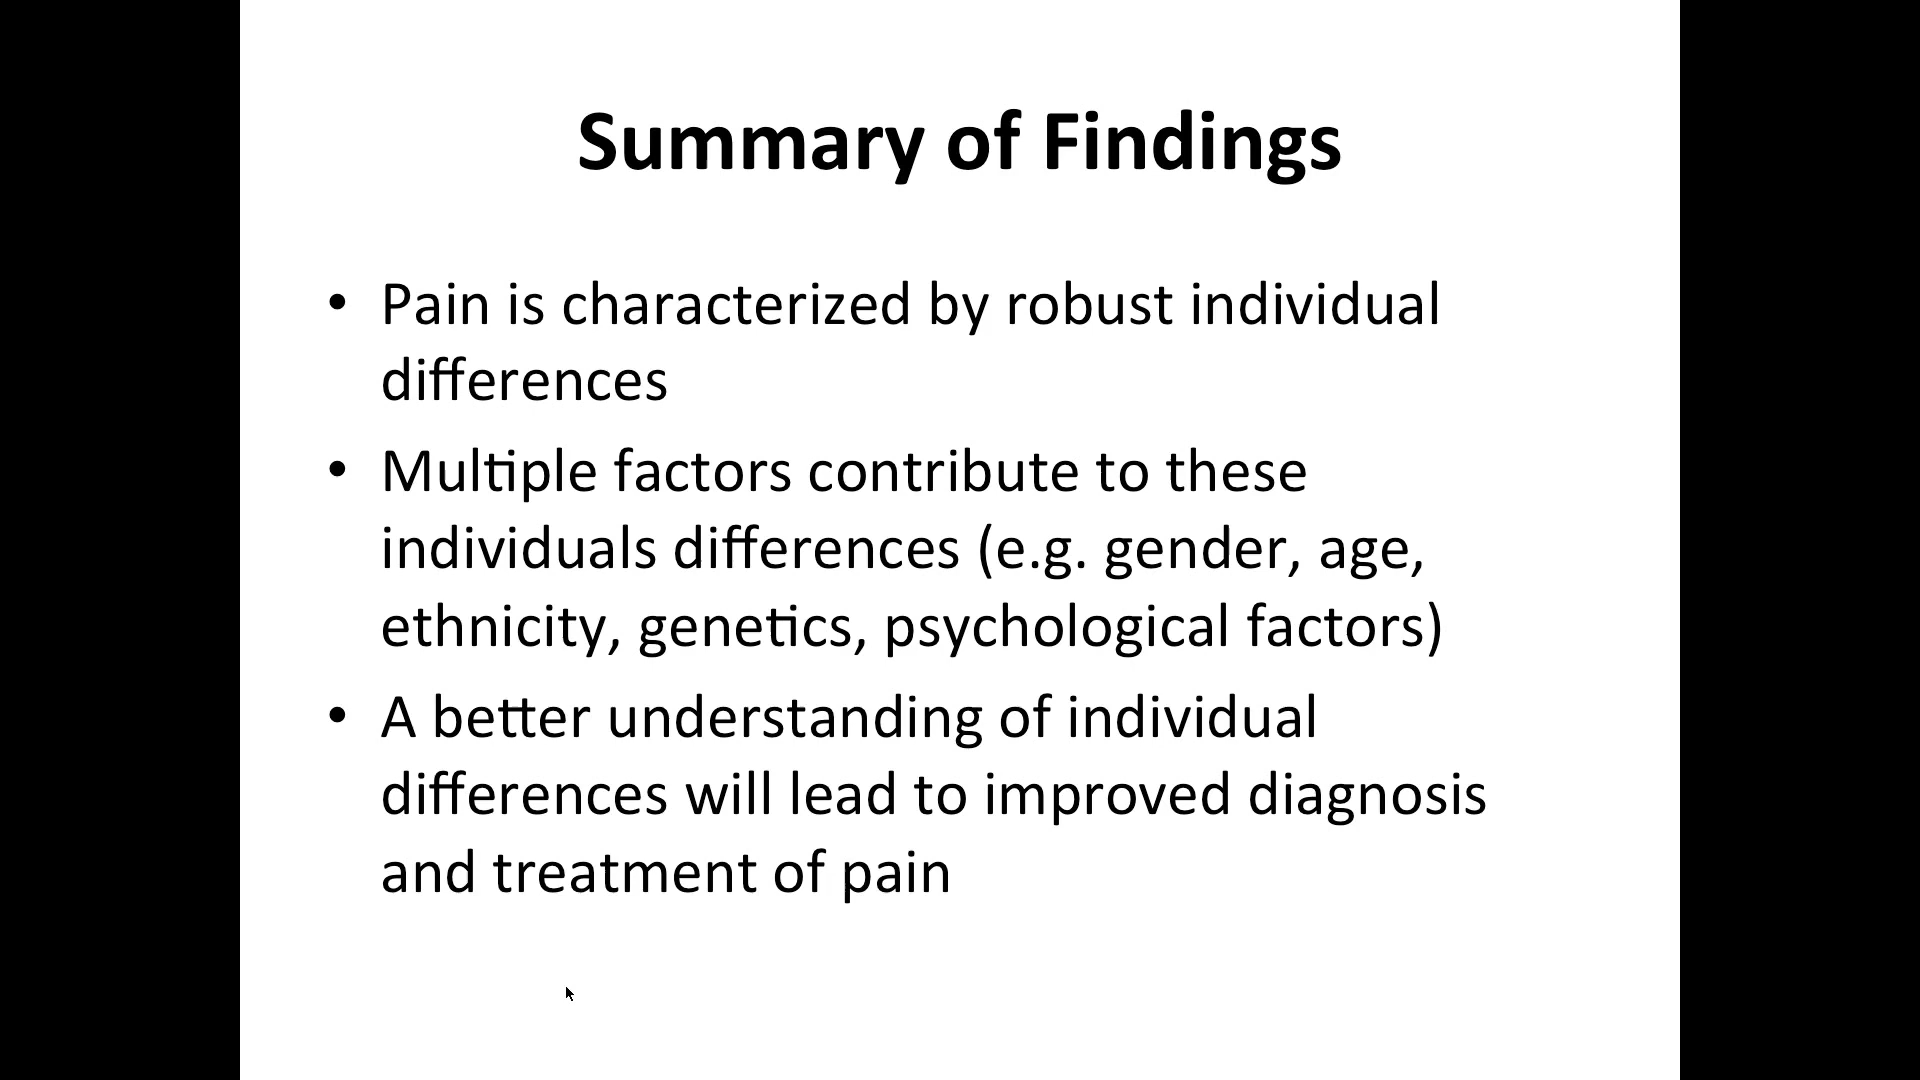 Summary of Findings
• Pain is characterized by robust individual
differences
• Multiple factors contribute to these
individuals differences (e.g. gender, age,
ethnicity, genetics, psychological factors)
• A better understanding of individual
differences will lead to improved diagnosis
and treatment of pain